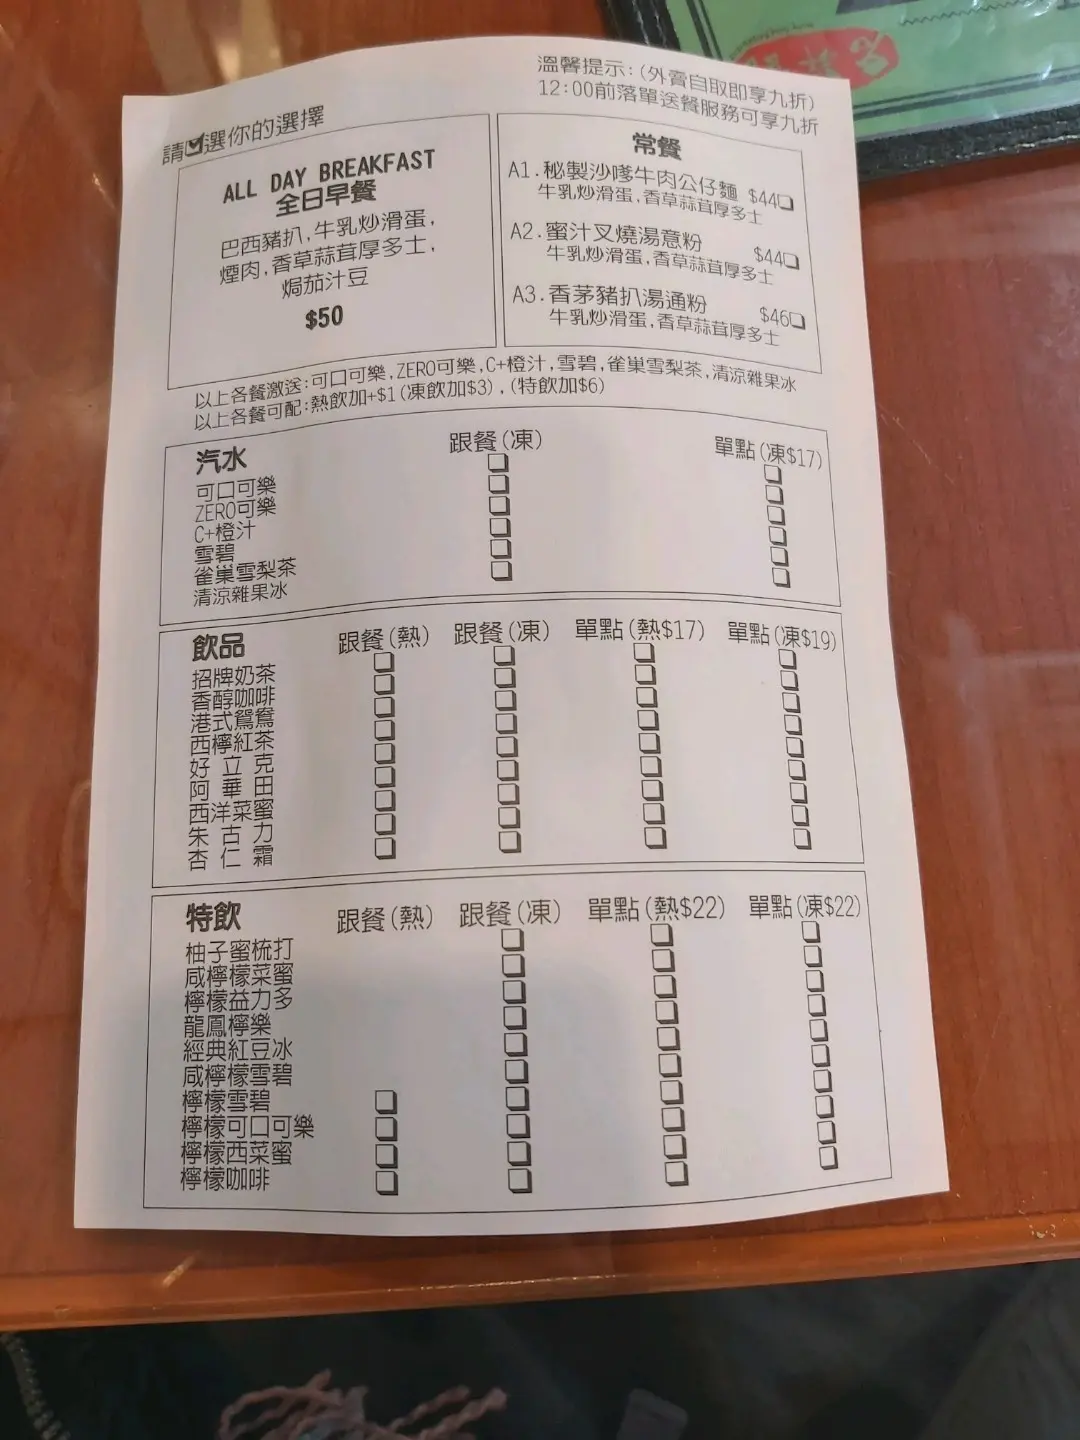 溫馨提示:(外賣自取即享九折)
12:00前落單送餐服務可享九折
請☑選你的選擇
ALL DAY BREAKFAST
全日早餐
巴西豬扒,牛乳炒滑蛋,
煙肉,香草蒜茸厚多士,
焗茄汁豆
$50
常餐
A1.秘製沙嗲牛肉公仔麵 $44❏
牛乳炒滑蛋,香草蒜茸厚多士
A2.蜜汁叉燒湯意粉 $44❏
牛乳炒滑蛋,香草蒜茸厚多士
A3.香茅豬扒湯通粉 $46❏
牛乳炒滑蛋,香草蒜茸厚多士
以上各餐激送:可口可樂,ZERO可樂,C+橙汁,雪碧,雀巢雪梨茶,清涼雜果冰
以上各餐可配:熱飲加+$1(凍飲加$3),(特飲加$6)
汽水 跟餐(凍) 單點(凍$17)
可口可樂
ZERO可樂
C+橙汁
雪碧
雀巢雪梨茶
清涼雜果冰
飲品 跟餐(熱) 跟餐(凍) 單點(熱$17) 單點(凍$19)
招牌奶茶
香醇咖啡
港式鴛鴦
西檸紅茶
好立克
阿華田
西洋菜蜜
朱古力
杏仁霜
特飲 跟餐(熱) 跟餐(凍) 單點(熱$22) 單點(凍$22)
柚子蜜梳打
咸檸檬菜蜜
檸檬益力多
龍鳳檸樂
經典紅豆冰
咸檸檬雪碧
檸檬雪碧
檸檬可口可樂
檸檬西菜蜜
檸檬咖啡